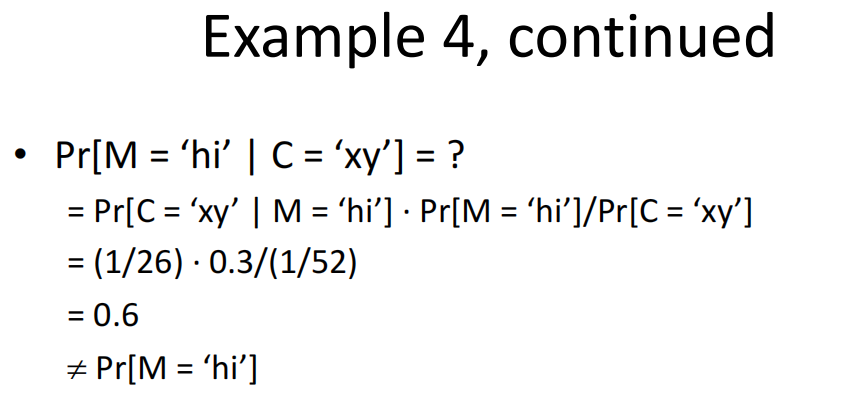 Example 4, continued
• Pr[M = ‘hi’ | C = ‘xy’] = ?
= Pr[C = ‘xy’ | M = ‘hi’] · Pr[M = ‘hi’]/Pr[C = ‘xy’]
= (1/26) · 0.3/(1/52)
= 0.6
≠ Pr[M = ‘hi’]